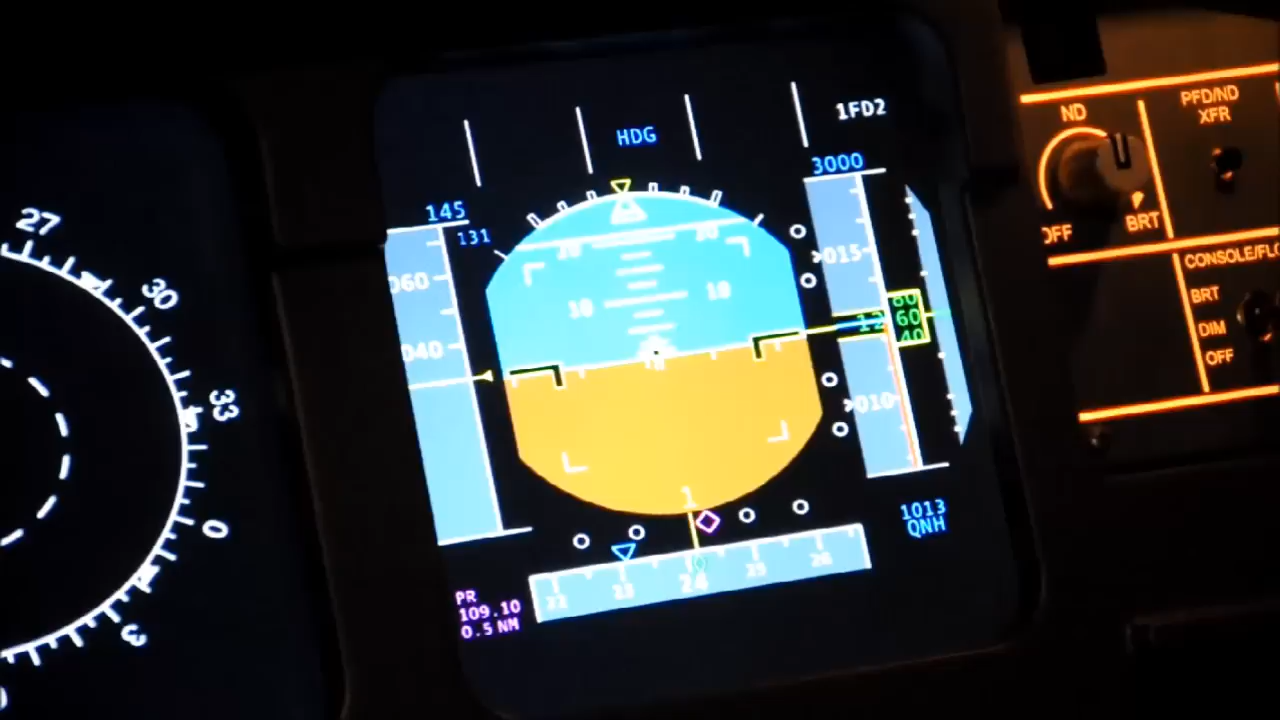 27
30
33
0
3
HDG
1FD2
3000
145
131
060
040
20
20
10
10
015
12
80
60
40
010
1
1013
QNH
22
23
24
25
26
PR
109.10
0.5 NM
ND
OFF
BRT
PFD/ND
XFR
CONSOLE/FLO
BRT
DIM
OFF